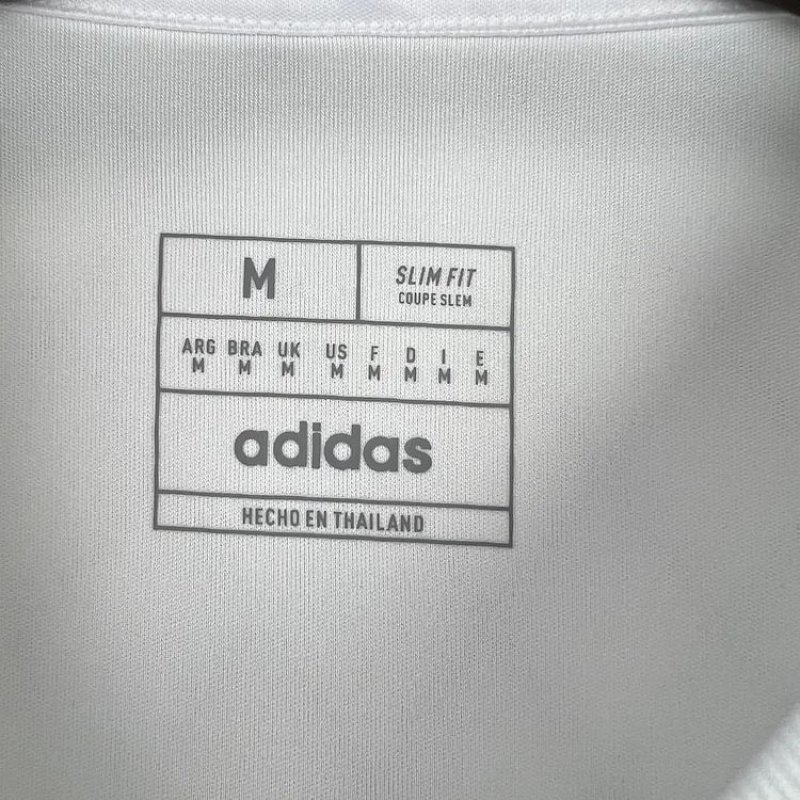 M
SLIM FIT
COUPE SLEM
ARG BRA UK US F D I E
M M M M M M M M
adidas
HECHO EN THAILAND